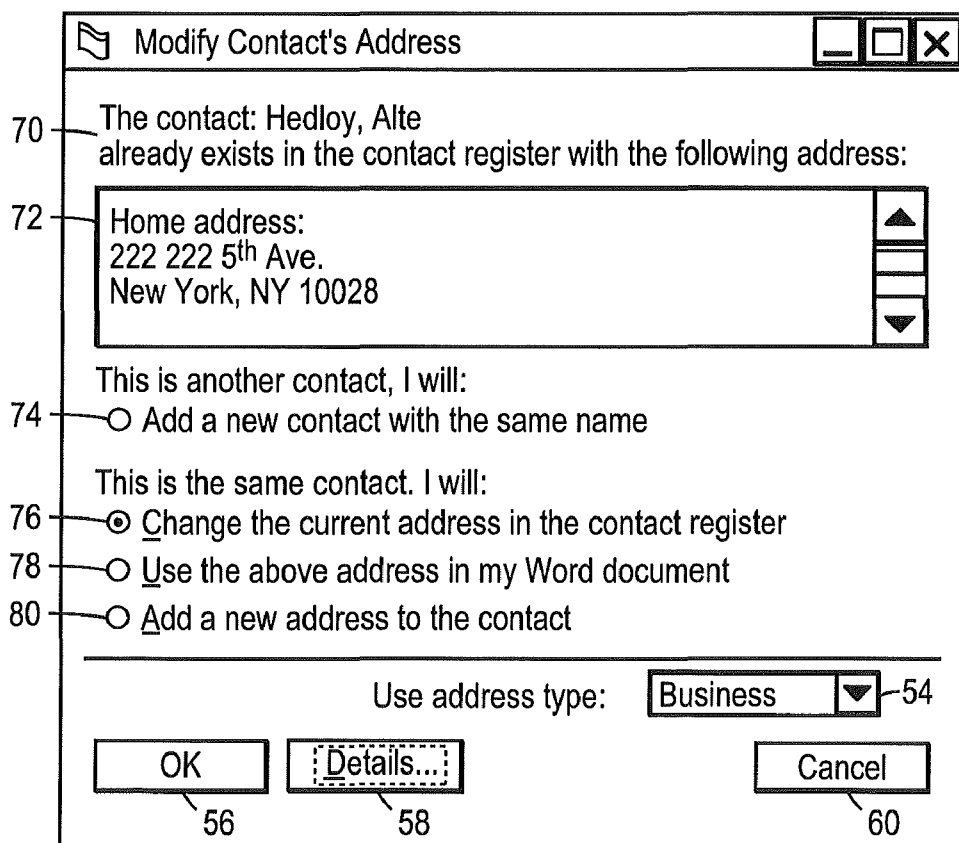 Modify Contact's Address
70 The contact: Hedloy, Alte
already exists in the contact register with the following address:
72 Home address:
222 222 5th Ave.
New York, NY 10028
This is another contact, I will:
74 Add a new contact with the same name
This is the same contact. I will:
76 Change the current address in the contact register
78 Use the above address in my Word document
80 Add a new address to the contact
Use address type: Business 54
OK Details... Cancel
56 58 60